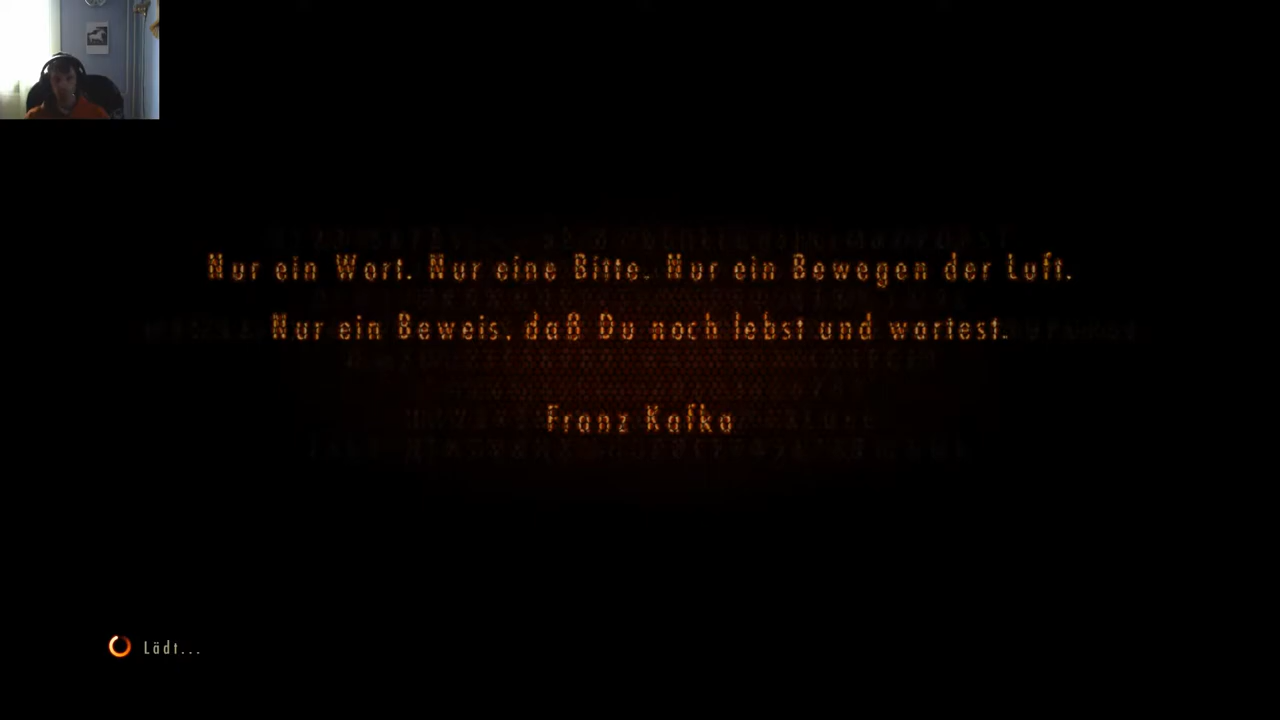 Nur ein Wort. Nur eine Bitte. Nur ein Bewegen der Luft.
Nur ein Beweis, daß Du noch lebst und wartest.
Franz Kafka
Lädt...